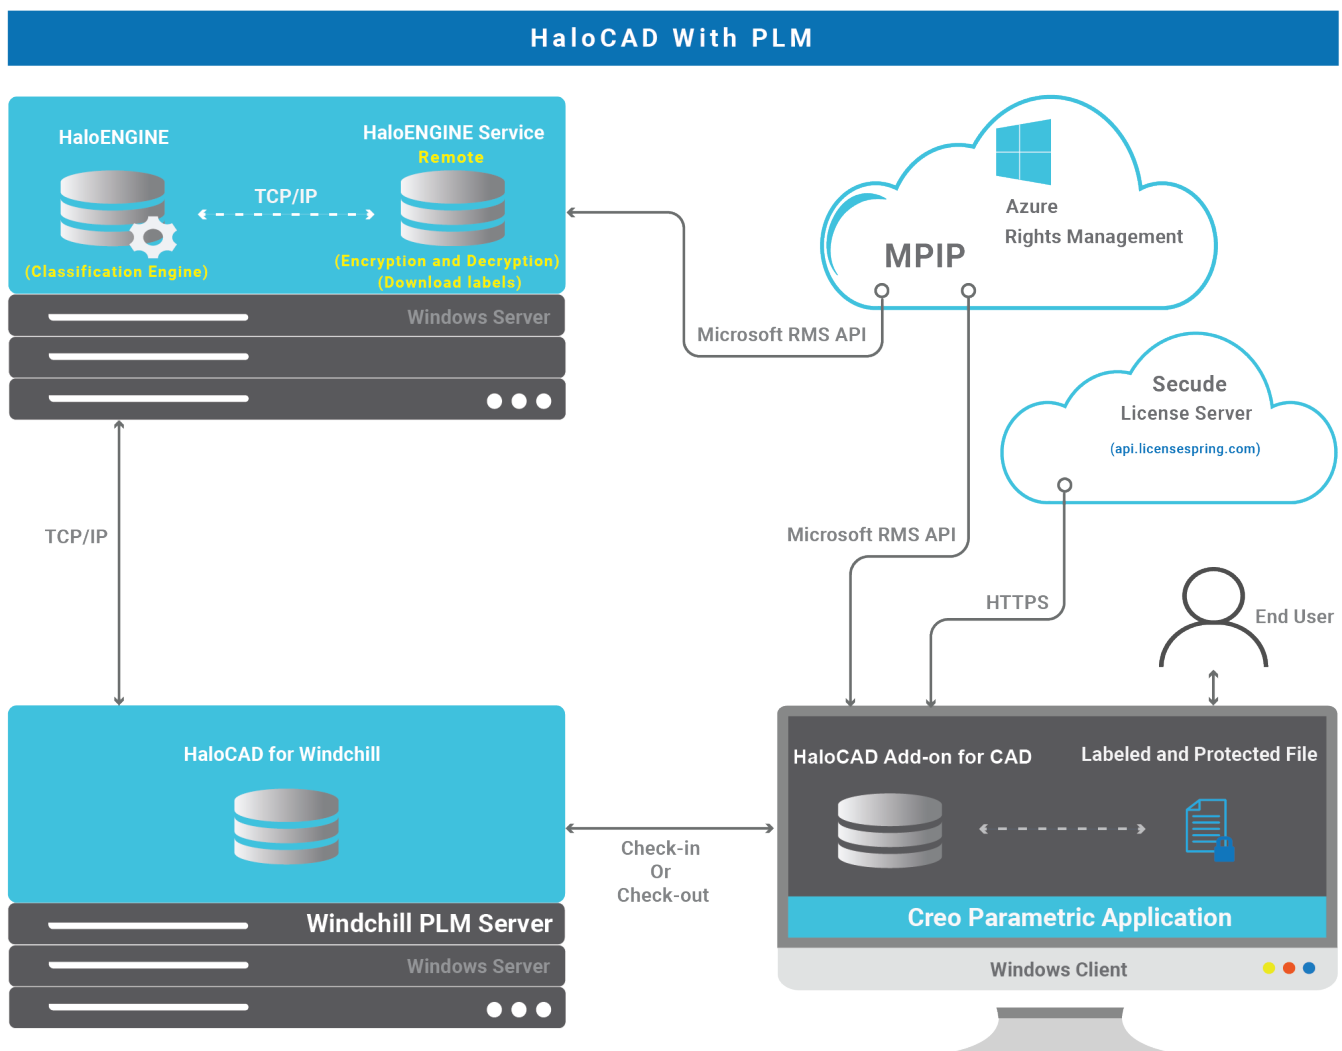 HaloCAD With PLM
HaloENGINE
HaloENGINE Service
Remote
TCP/IP
(Classification Engine)
(Encryption and Decryption)
(Download labels)
Windows Server
Azure
Rights Management
MPIP
Microsoft RMS API
Secude
License Server
(api.licensespring.com)
TCP/IP
Microsoft RMS API
HTTPS
End User
HaloCAD for Windchill
Windchill PLM Server
Windows Server
Check-in
Or
Check-out
HaloCAD Add-on for CAD
Labeled and Protected File
Creo Parametric Application
Windows Client